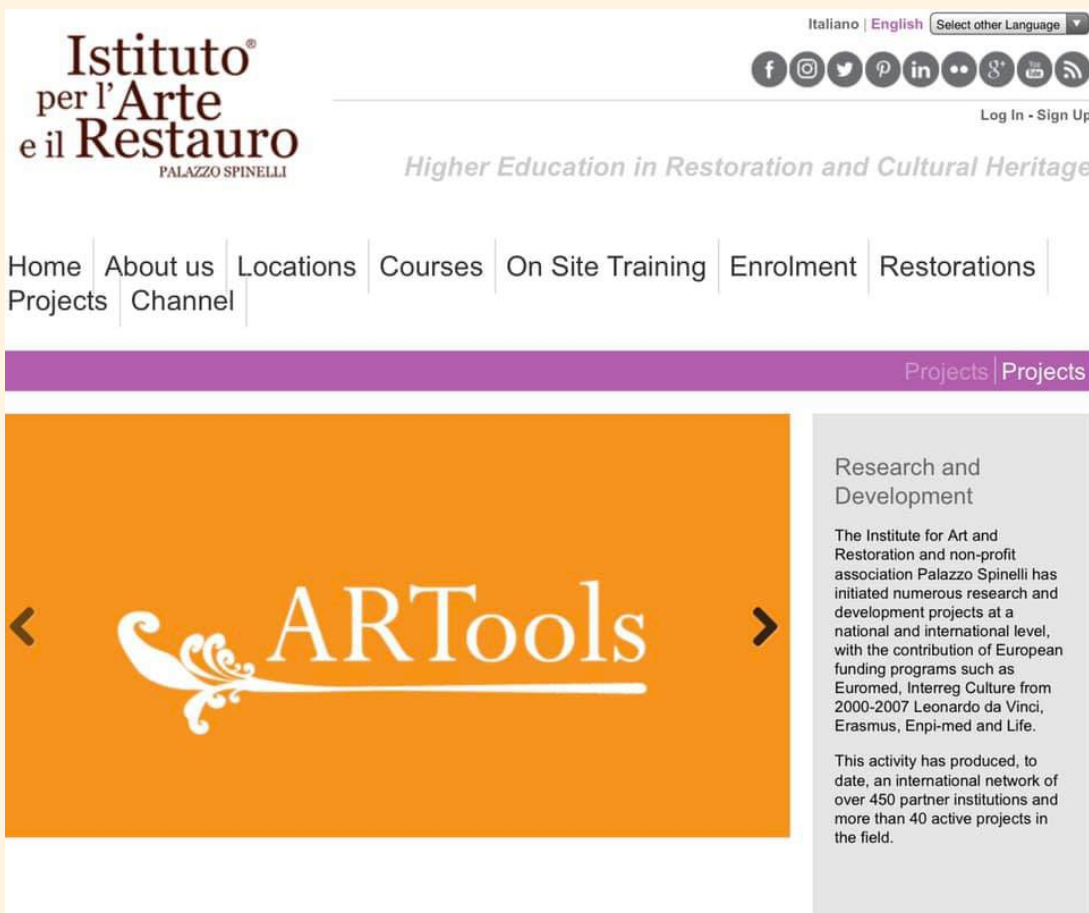 Italiano | English Select other Language
Istituto®
per l'Arte
e il Restauro
PALAZZO SPINELLI
Log In - Sign Up
Higher Education in Restoration and Cultural Heritage
Home About us Locations Courses On Site Training Enrolment Restorations
Projects Channel
Projects Projects
ARTools
Research and
Development
The Institute for Art and
Restoration and non-profit
association Palazzo Spinelli has
initiated numerous research and
development projects at a
national and international level,
with the contribution of European
funding programs such as
Euromed, Interreg Culture from
2000-2007 Leonardo da Vinci,
Erasmus, Enpi-med and Life.
This activity has produced, to
date, an international network of
over 450 partner institutions and
more than 40 active projects in
the field.